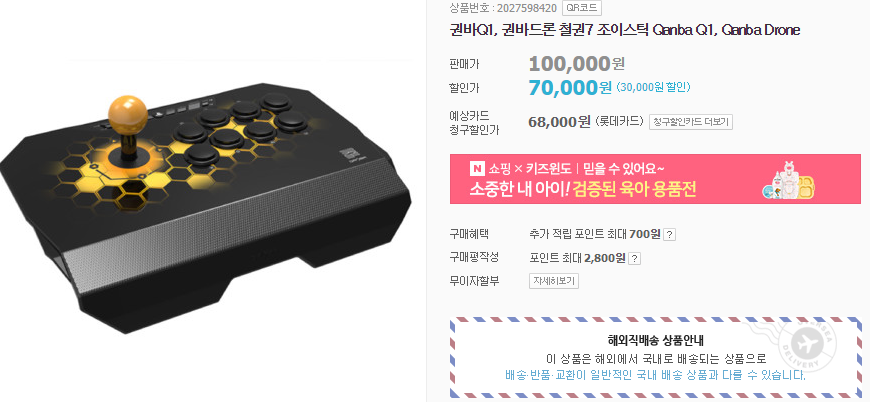 상품번호 : 2027598420 QR코드
권바Q1, 권바드론 철권7 조이스틱 Qanba Q1, Qanba Drone
판매가 100,000원
할인가 70,000원 (30,000원 할인)
예상카드
청구할인가 68,000원 (롯데카드) 청구할인카드 더보기
N 쇼핑 × 키즈윈도 | 믿을 수 있어요~
소중한 내 아이! 검증된 육아 용품전
구매혜택 추가 적립 포인트 최대 700원 ?
구매평작성 포인트 최대 2,800원 ?
무이자할부 자세히보기
해외직배송 상품안내
이 상품은 해외에서 국내로 배송되는 상품으로
배송·반품·교환이 일반적인 국내 배송 상품과 다를 수 있습니다.
DELIVERY